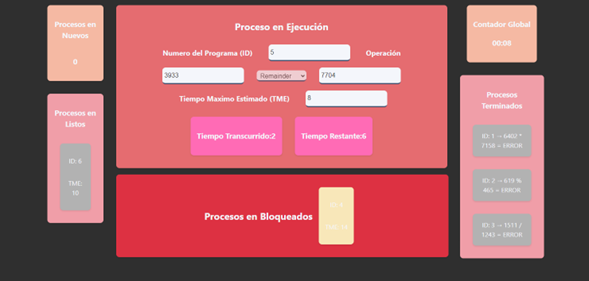 Procesos en
Nuevos
0
Procesos en
Listos
ID: 6
TME:
10
Proceso en Ejecución
Numero del Programa (ID)
5
Operación
3933
Remainder
7704
Tiempo Maximo Estimado (TME)
8
Tiempo Transcurrido:2
Tiempo Restante:6
Procesos en Bloqueados
Contador Global
00:08
Procesos
Terminados
ID: 1 -> 6402 *
7158 = ERROR
ID: 2 -> 619 %
465 = ERROR
ID: 3 -> 1511 /
1243 = ERROR